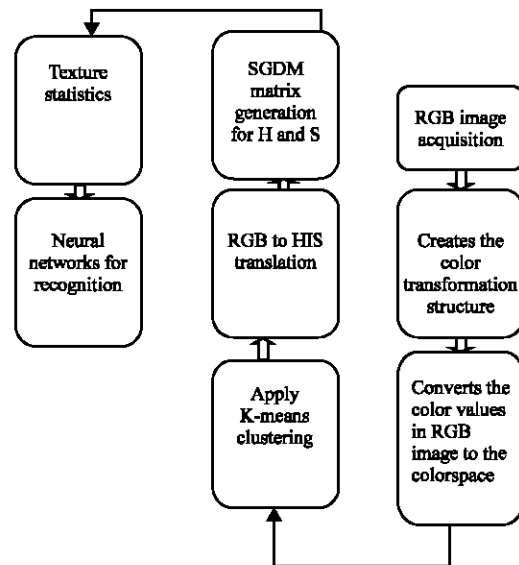 Texture
statistics
Neural
networks for
recognition
SGDM
matrix
generation
for H and S
RGB to HIS
translation
Apply
K-means
clustering
RGB image
acquisition
Creates the
color
transformation
structure
Converts the
color values
in RGB
image to the
colorspace